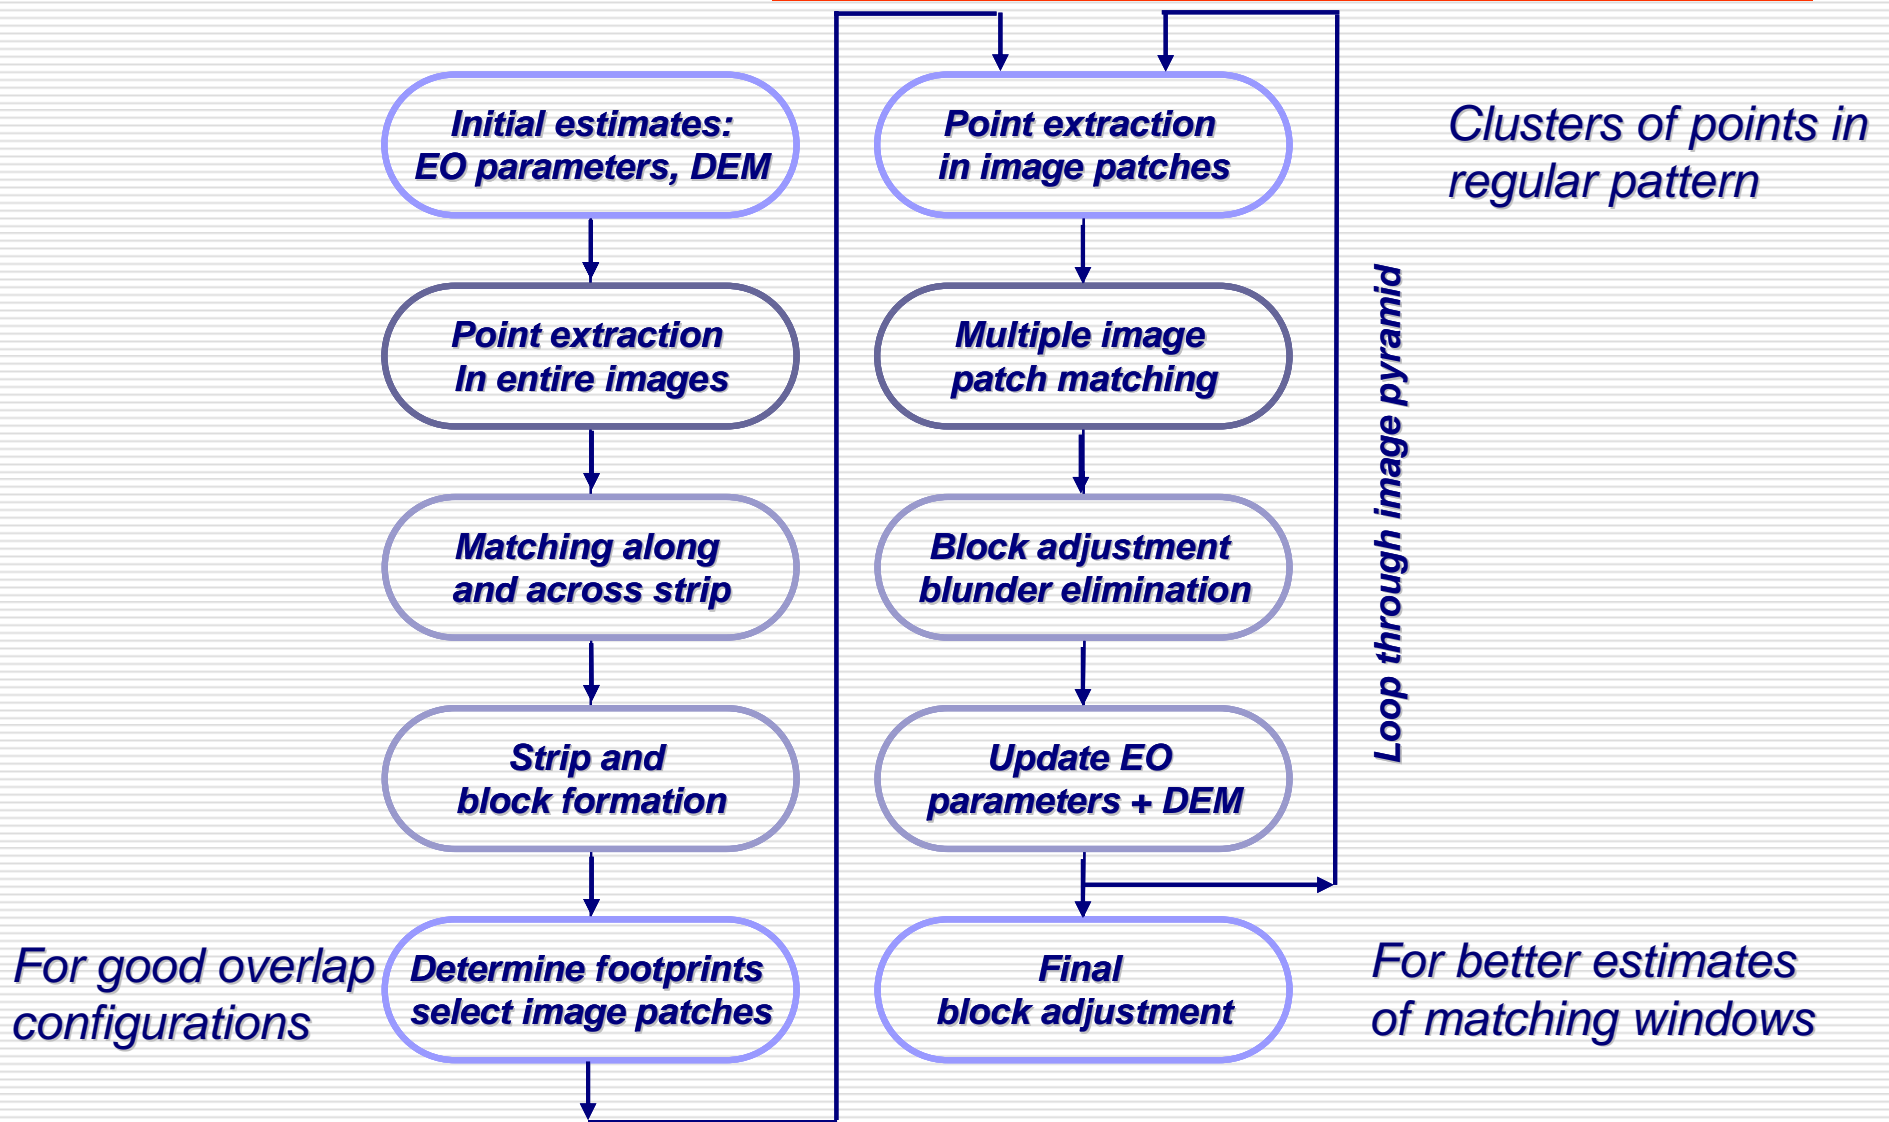 Initial estimates:
EO parameters, DEM
Point extraction
In entire images
Matching along
and across strip
Strip and
block formation
Determine footprints
select image patches
For good overlap
configurations
Point extraction
in image patches
Multiple image
patch matching
Block adjustment
blunder elimination
Update EO
parameters + DEM
Final
block adjustment
Loop through image pyramid
Clusters of points in
regular pattern
For better estimates
of matching windows